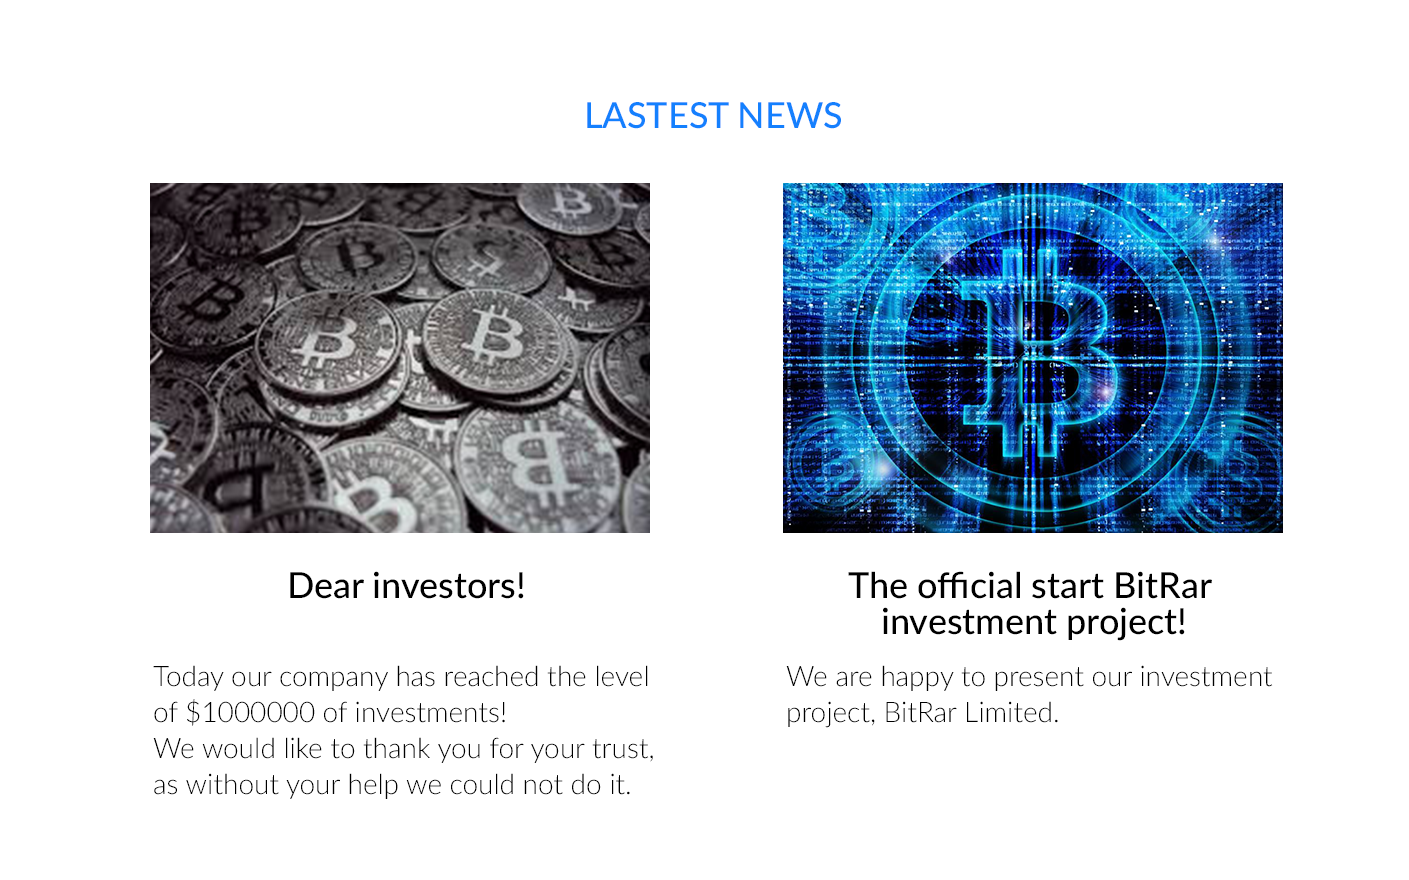 LASTEST NEWS
Dear investors!
Today our company has reached the level
of $1000000 of investments!
We would like to thank you for your trust,
as without your help we could not do it.
The official start BitRar
investment project!
We are happy to present our investment
project, BitRar Limited.